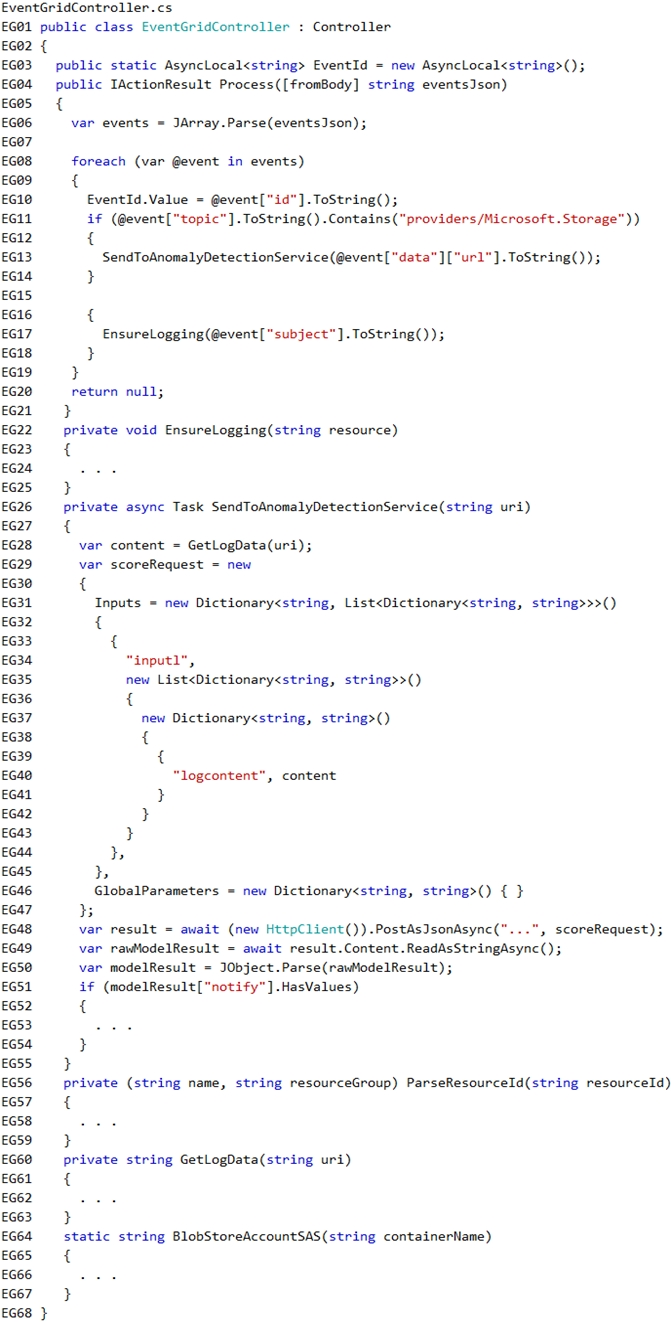 EventGridController.cs
EG01 public class EventGridController : Controller
EG02 {
EG03   public static AsyncLocal<string> EventId = new AsyncLocal<string>();
EG04   public IActionResult Process([fromBody] string eventsJson)
EG05   {
EG06     var events = JArray.Parse(eventsJson);
EG07
EG08     foreach (var @event in events)
EG09     {
EG10       EventId.Value = @event["id"].ToString();
EG11       if (@event["topic"].ToString().Contains("providers/Microsoft.Storage"))
EG12       {
EG13         SendToAnomalyDetectionService(@event["data"]["url"].ToString());
EG14       }
EG15
EG16       {
EG17         EnsureLogging(@event["subject"].ToString());
EG18       }
EG19     }
EG20     return null;
EG21    }
EG22    private void EnsureLogging(string resource)
EG23    {
EG24      . . .
EG25    }
EG26    private async Task SendToAnomalyDetectionService(string uri)
EG27    {
EG28      var content = GetLogData(uri);
EG29      var scoreRequest = new
EG30      {
EG31        Inputs = new Dictionary<string, List<Dictionary<string, string>>>()
EG32        {
EG33          {
EG34            "input1",
EG35            new List<Dictionary<string, string>>()
EG36            {
EG37              new Dictionary<string, string>()
EG38              {
EG39                {
EG40                  "logcontent", content
EG41                }
EG42              }
EG43            }
EG44          },
EG45        },
EG46        GlobalParameters = new Dictionary<string, string>() { }
EG47      };
EG48      var result = await (new HttpClient()).PostAsJsonAsync("...", scoreRequest);
EG49      var rawModelResult = await result.Content.ReadAsStringAsync();
EG50      var modelResult = JObject.Parse(rawModelResult);
EG51      if (modelResult["notify"].HasValues)
EG52      {
EG53        . . .
EG54      }
EG55    }
EG56    private (string name, string resourceGroup) ParseResourceId(string resourceId)
EG57    {
EG58      . . .
EG59    }
EG60    private string GetLogData(string uri)
EG61    {
EG62      . . .
EG63    }
EG64    static string BlobStoreAccountSAS(string containerName)
EG65    {
EG66      . . .
EG67    }
EG68 }